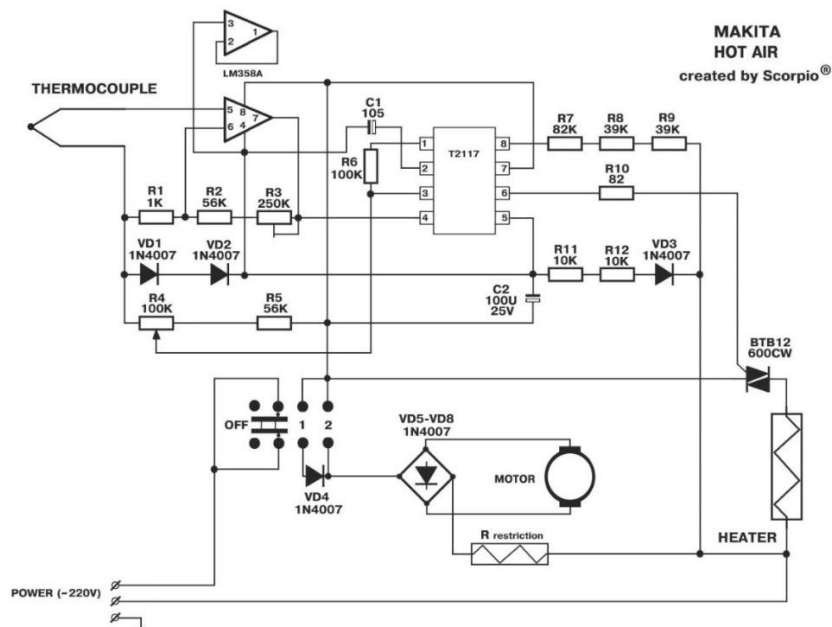 MAKITA
HOT AIR
created by Scorpio®
3
1
2
LM358A
THERMOCOUPLE
5
8
7
6
4
C1
105
R6
100K
T2117
1
2
3
4
8
7
6
5
R7
82K
R8
39K
R9
39K
R10
82
R1
1K
R2
56K
R3
250K
VD1
1N4007
VD2
1N4007
R11
10K
R12
10K
VD3
1N4007
C2
100U
25V
R4
100K
R5
56K
BTB12
600CW
OFF
1
2
VD4
1N4007
VD5-VD8
1N4007
MOTOR
R restriction
HEATER
POWER (~220V)